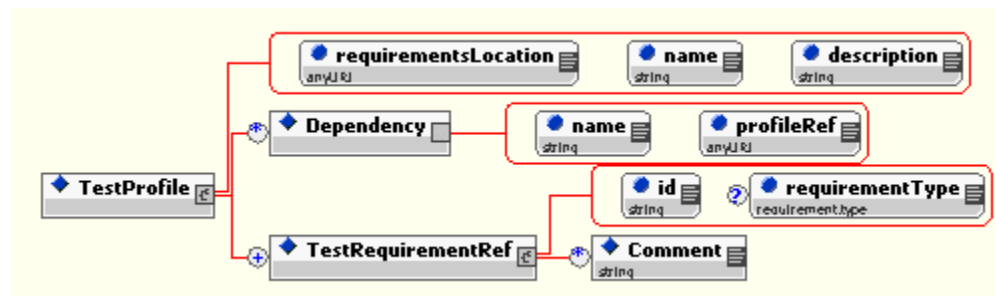 requirementsLocation name description
anyURI string string
Dependency name profileRef
string anyURI
TestProfile id requirementType
string requirement.type
TestRequirementRef Comment
string